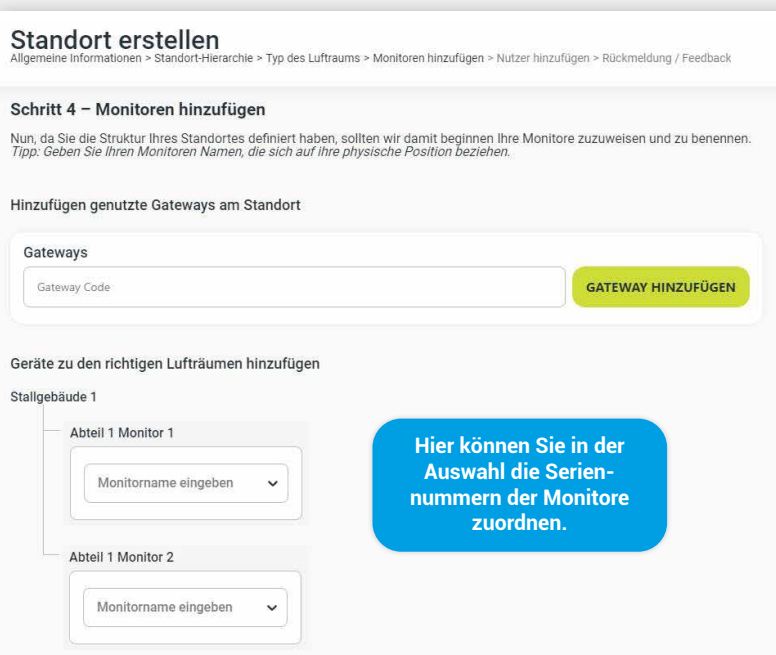 Standort erstellen
Allgemeine Informationen > Standort-Hierarchie > Typ des Luftraums > Monitoren hinzufügen > Nutzer hinzufügen > Rückmeldung / Feedback
Schritt 4 – Monitoren hinzufügen
Nun, da Sie die Struktur Ihres Standortes definiert haben, sollten wir damit beginnen Ihre Monitore zuzuweisen und zu benennen.
Tipp: Geben Sie Ihren Monitoren Namen, die sich auf ihre physische Position beziehen.
Hinzufügen genutzte Gateways am Standort
Gateways
Gateway Code
GATEWAY HINZUFÜGEN
Geräte zu den richtigen Lufträumen hinzufügen
Stallgebäude 1
Abteil 1 Monitor 1
Monitorname eingeben
Hier können Sie in der
Auswahl die Serien-
nummern der Monitore
zuordnen.
Abteil 1 Monitor 2
Monitorname eingeben